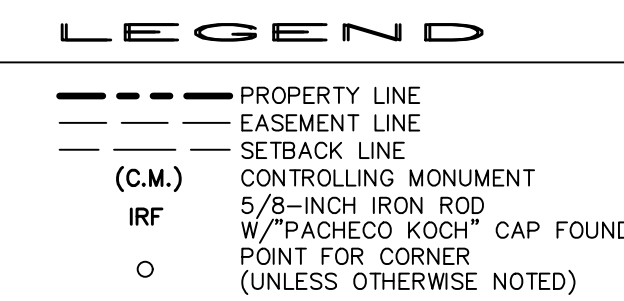 LEGEND
PROPERTY LINE
EASEMENT LINE
SETBACK LINE
(C.M.) CONTROLLING MONUMENT
IRF 5/8-INCH IRON ROD
W/"PACHECO KOCH" CAP FOUND
POINT FOR CORNER
(UNLESS OTHERWISE NOTED)